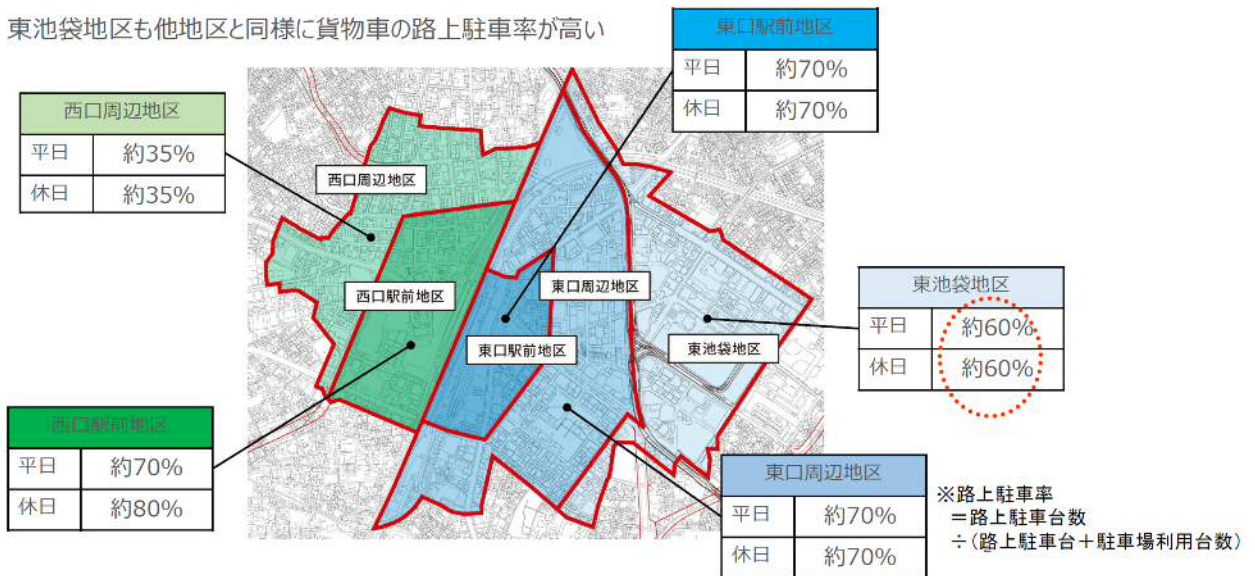 東池袋地区も他地区と同様に貨物車の路上駐車率が高い
東口駅前地区
平日 約70%
休日 約70%
西口周辺地区
平日 約35%
休日 約35%
西口周辺地区
西口駅前地区
東口周辺地区
東口駅前地区
東池袋地区
東池袋地区
平日 約60%
休日 約60%
西口駅前地区
平日 約70%
休日 約80%
東口周辺地区
平日 約70%
休日 約70%
※路上駐車率
=路上駐車台数
÷(路上駐車台+駐車場利用台数)